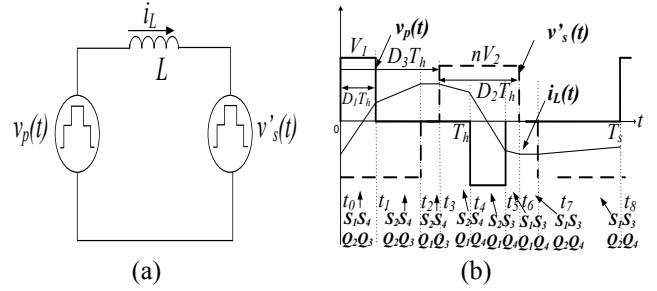 i_L
L
v_p(t)
v'_s(t)
(a)
V_1
v_p(t)
D_3T_h
nV_2
v'_s(t)
D_1T_h
D_2T_h
i_L(t)
0
T_h
T_s
t
t_0 t_1 t_2 t_3 t_4 t_5 t_6 t_7 t_8
S_1S_4 S_2S_4 S_2S_4 S_2S_4 S_2S_3 S_1S_3 S_1S_3 S_1S_3
Q_2Q_3 Q_2Q_3 Q_1Q_3 Q_1Q_4 Q_1Q_4 Q_1Q_4 Q_2Q_4 Q_2Q_4
(b)